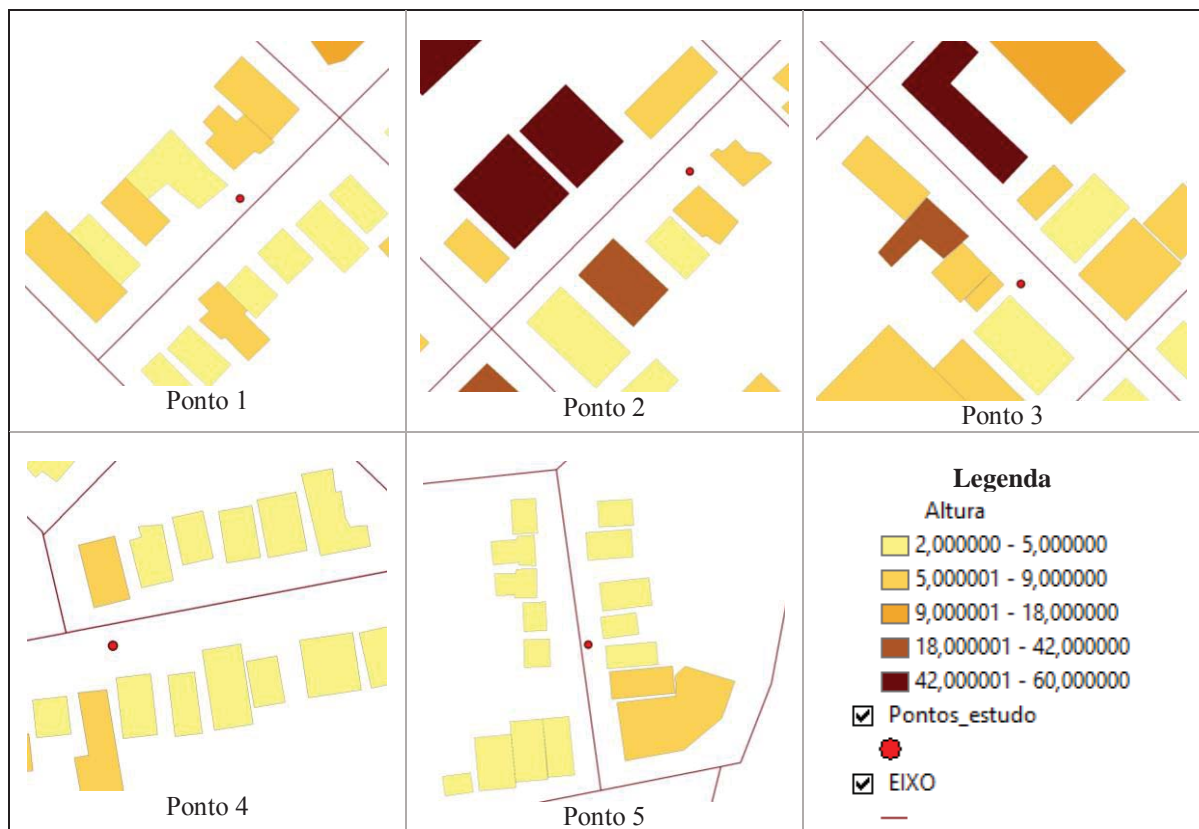 Ponto 1
Ponto 2
Ponto 3
Ponto 4
Ponto 5
Legenda
Altura
2,000000 - 5,000000
5,000001 - 9,000000
9,000001 - 18,000000
18,000001 - 42,000000
42,000001 - 60,000000
Pontos_estudo
EIXO